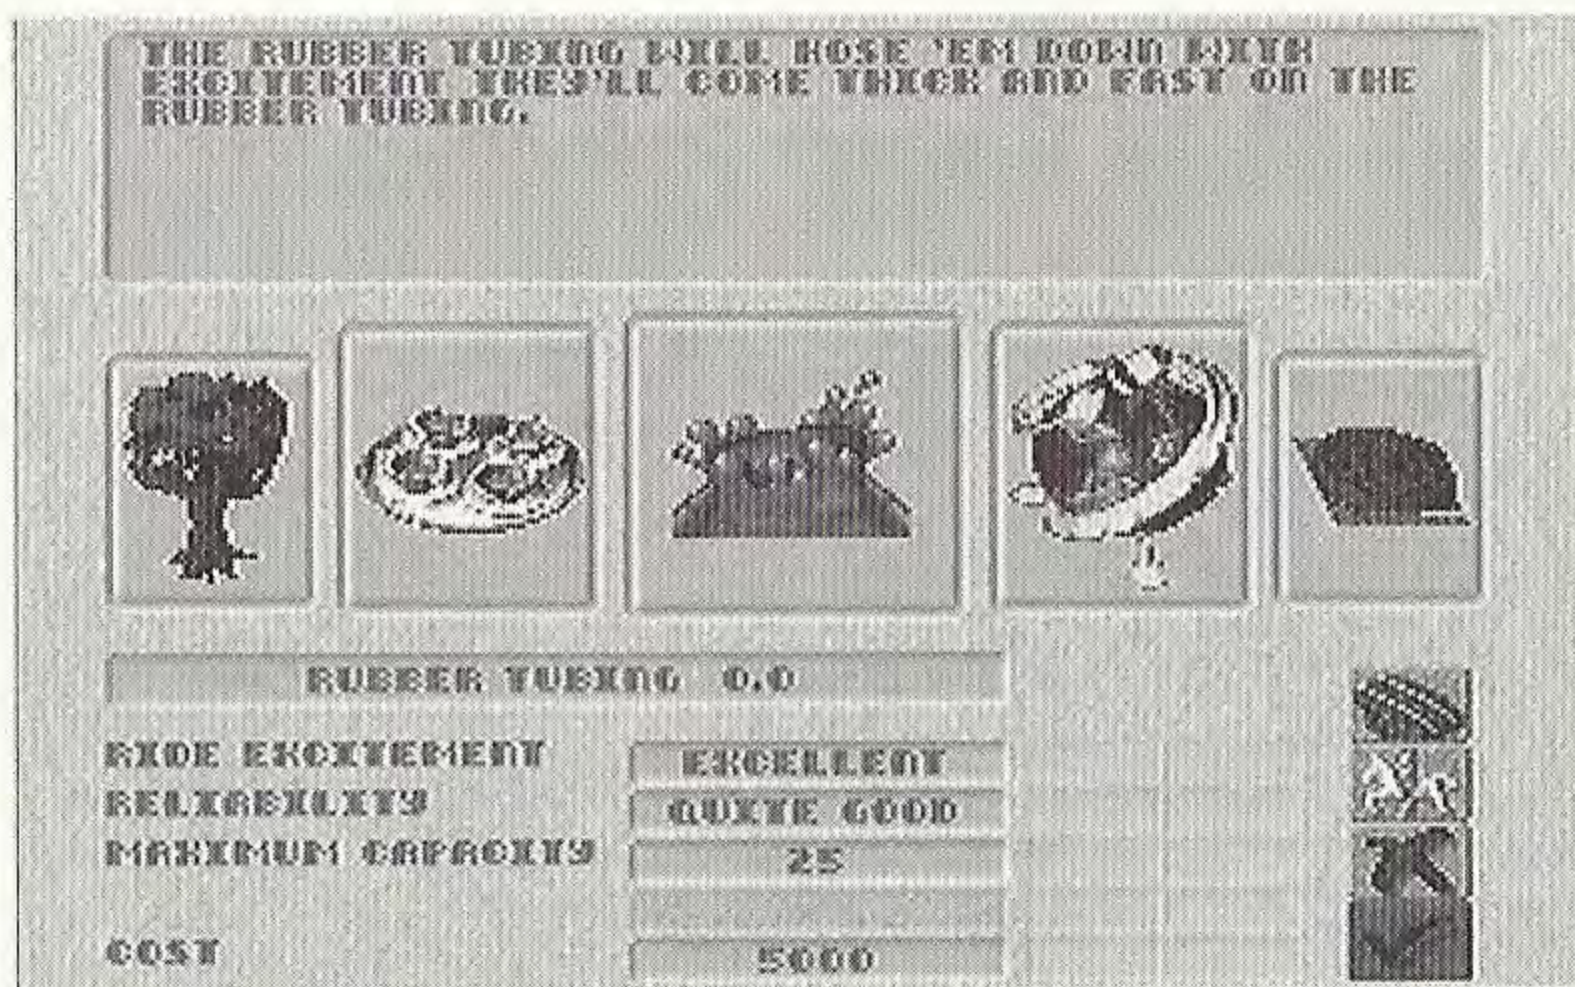 THE RUBBER TUBING WILL HOSE 'EM DOWN WITH
EXCITEMENT THEY'LL COME THICK AND FAST ON THE
RUBBER TUBING.
RUBBER TUBING 0.0
RIDE EXCITEMENT EXCELLENT
RELIABILITY QUITE GOOD
MAXIMUM CAPACITY 25
COST 5000